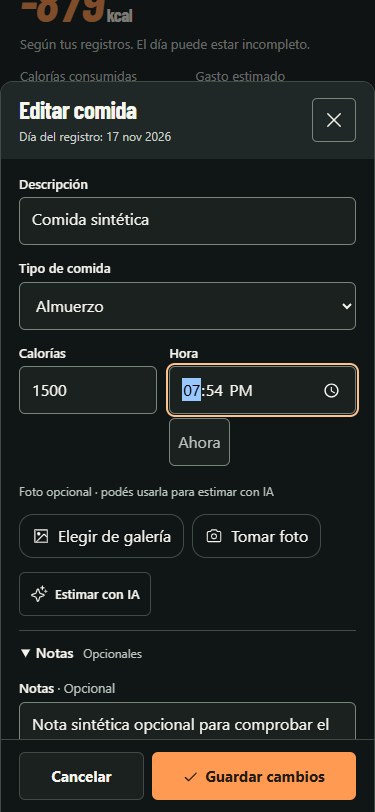 -879 kcal
Según tus registros. El día puede estar incompleto.
Calorías consumidas Gasto estimado
Editar comida
Día del registro: 17 nov 2026
Descripción
Comida sintética
Tipo de comida
Almuerzo
Calorías Hora
1500 07:54 PM
Ahora
Foto opcional · podés usarla para estimar con IA
Elegir de galería Tomar foto
Estimar con IA
Notas Opcionales
Notas · Opcional
Nota sintética opcional para comprobar el
Cancelar Guardar cambios